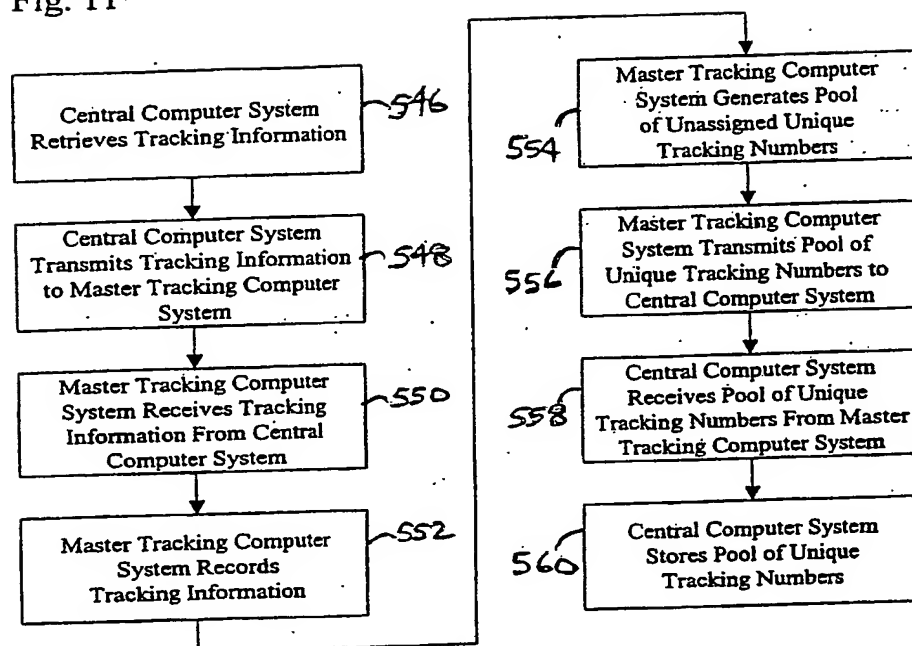 Fig. 11
Central Computer System
Retrieves Tracking Information
546
Central Computer System
Transmits Tracking Information
to Master Tracking Computer
System
548
Master Tracking Computer
System Receives Tracking
Information From Central
Computer System
550
Master Tracking Computer
System Records
Tracking Information
552
Master Tracking Computer
System Generates Pool
of Unassigned Unique
Tracking Numbers
554
Master Tracking Computer
System Transmits Pool of
Unique Tracking Numbers to
Central Computer System
556
Central Computer System
Receives Pool of Unique
Tracking Numbers From Master
Tracking Computer System
558
Central Computer System
Stores Pool of Unique
Tracking Numbers
560